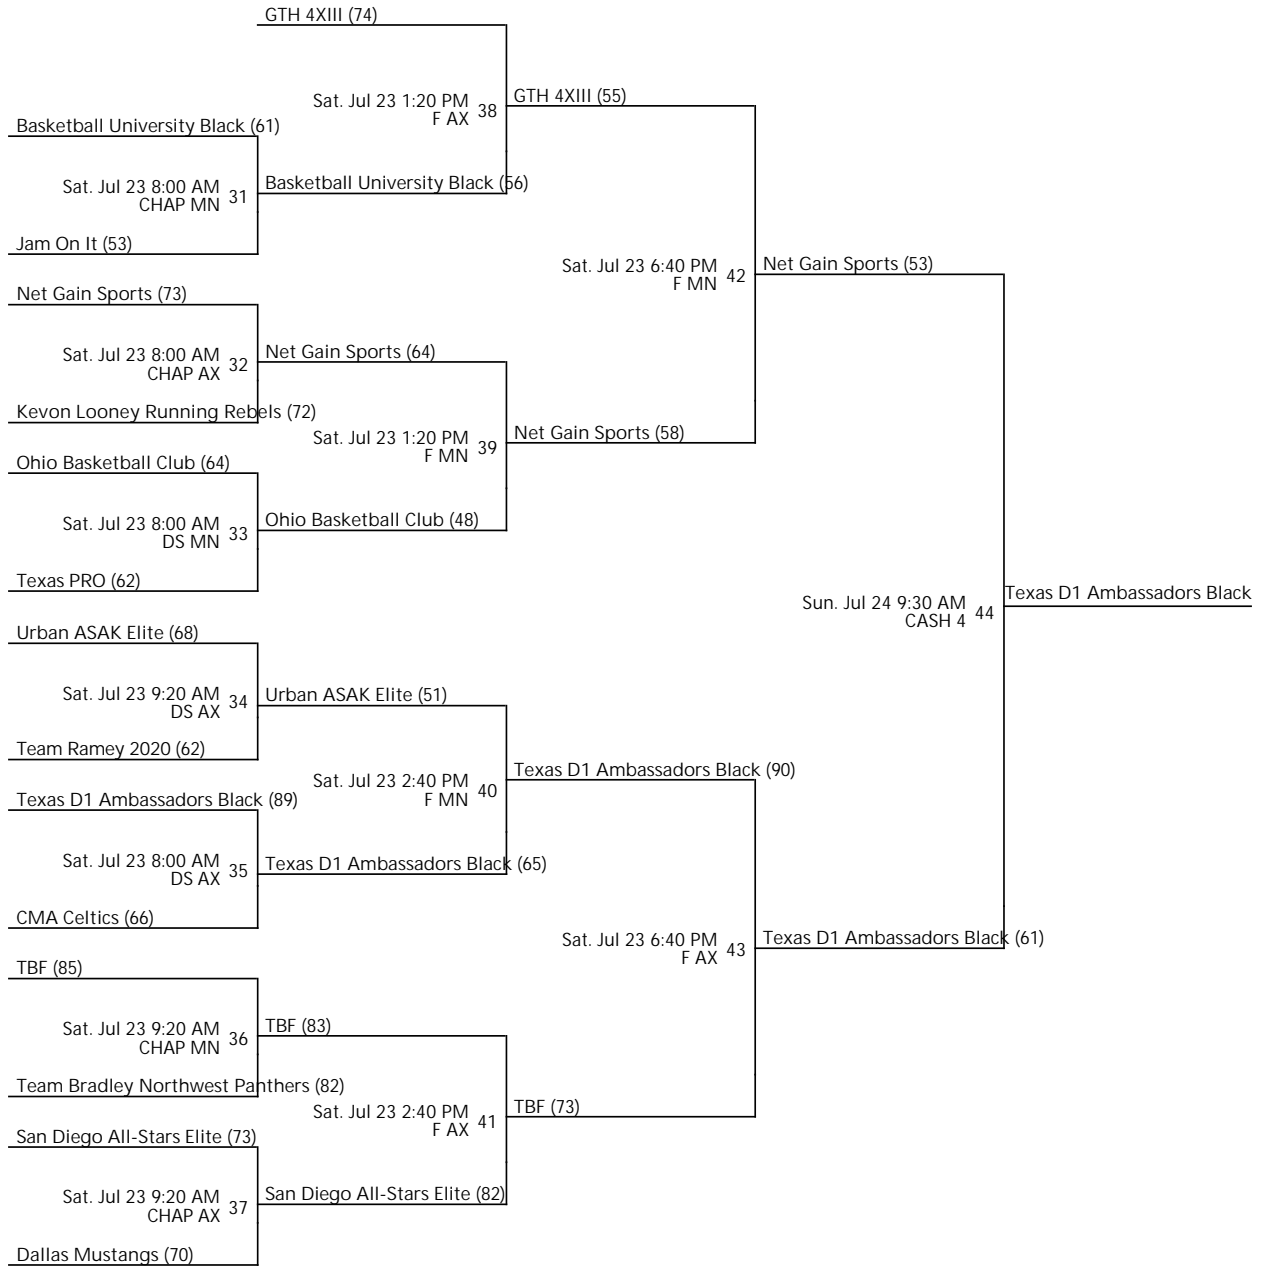 GTH 4XIII (74)
Sat. Jul 23 1:20 PM
F AX
38
GTH 4XIII (55)
Basketball University Black (61)
Sat. Jul 23 8:00 AM
CHAP MN
31
Basketball University Black (56)
Jam On It (53)
Sat. Jul 23 6:40 PM
F MN
42
Net Gain Sports (53)
Net Gain Sports (73)
Sat. Jul 23 8:00 AM
CHAP AX
32
Net Gain Sports (64)
Kevon Looney Running Rebels (72)
Sat. Jul 23 1:20 PM
F MN
39
Net Gain Sports (58)
Ohio Basketball Club (64)
Sat. Jul 23 8:00 AM
DS MN
33
Ohio Basketball Club (48)
Texas PRO (62)
Sun. Jul 24 9:30 AM
CASH 4
44
Texas D1 Ambassadors Black
Urban ASAK Elite (68)
Sat. Jul 23 9:20 AM
DS AX
34
Urban ASAK Elite (51)
Team Ramey 2020 (62)
Sat. Jul 23 2:40 PM
F MN
40
Texas D1 Ambassadors Black (90)
Texas D1 Ambassadors Black (89)
Sat. Jul 23 8:00 AM
DS AX
35
Texas D1 Ambassadors Black (65)
CMA Celtics (66)
Sat. Jul 23 6:40 PM
F AX
43
Texas D1 Ambassadors Black (61)
TBF (85)
Sat. Jul 23 9:20 AM
CHAP MN
36
TBF (83)
Team Bradley Northwest Panthers (82)
Sat. Jul 23 2:40 PM
F AX
41
TBF (73)
San Diego All-Stars Elite (73)
Sat. Jul 23 9:20 AM
CHAP AX
37
San Diego All-Stars Elite (82)
Dallas Mustangs (70)